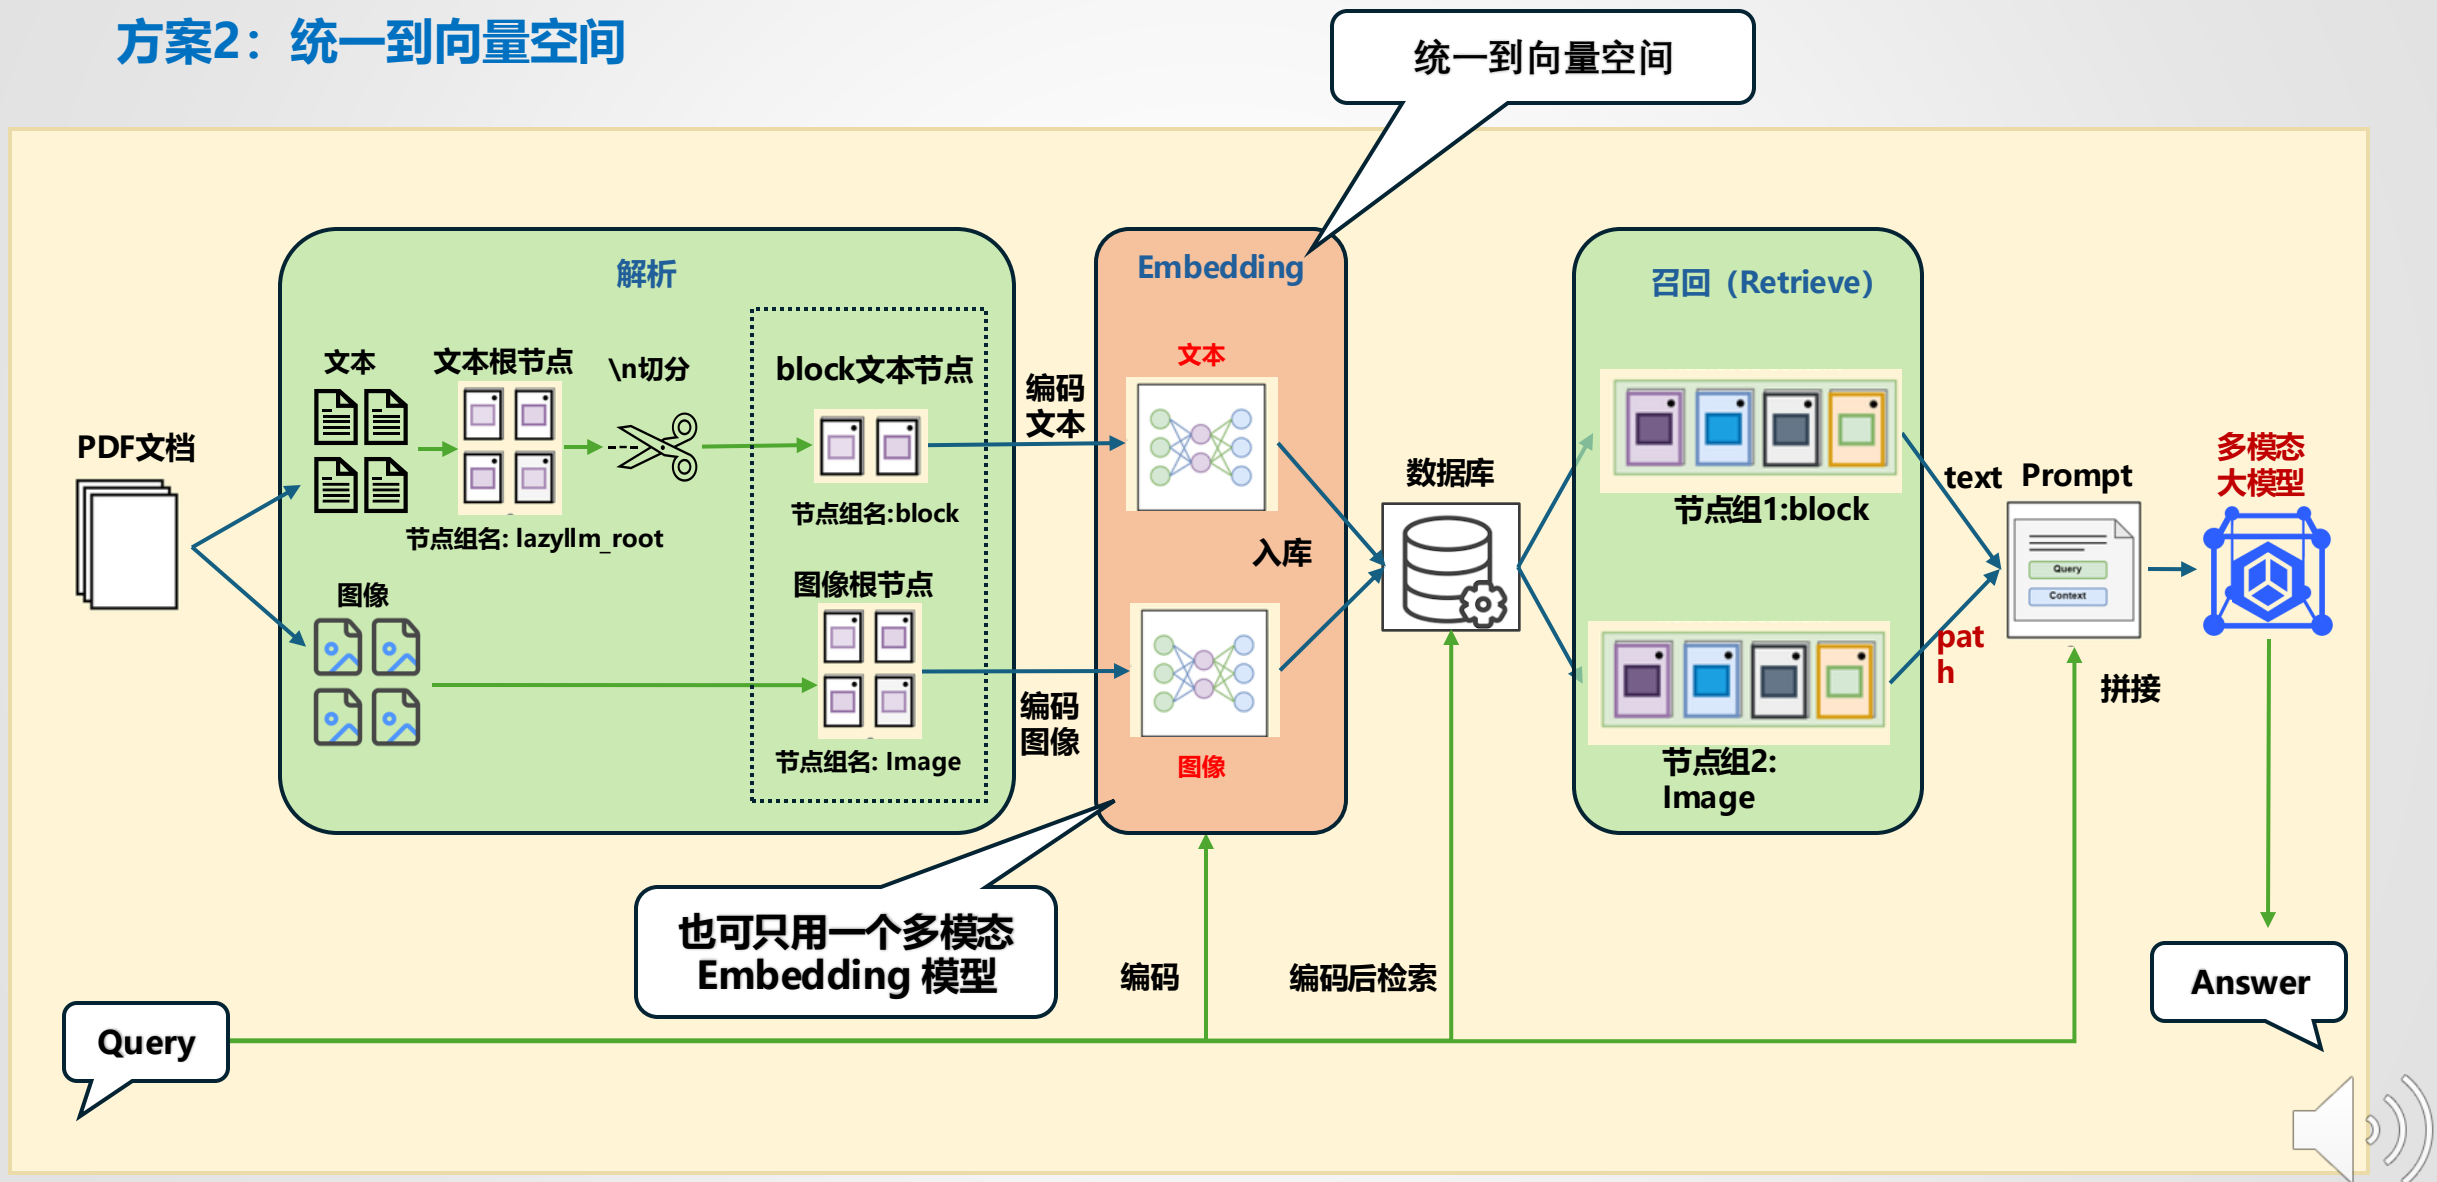 方案2：统一到向量空间
统一到向量空间
解析
Embedding
召回（Retrieve）
文本
文本根节点
\n切分
block文本节点
编码
文本
文本
PDF文档
节点组名: lazyllm_root
节点组名:block
图像
图像根节点
节点组名: Image
编码
图像
图像
入库
数据库
节点组1:block
节点组2:
Image
text
pat
h
Prompt
Query
Context
拼接
多模态
大模型
也可只用一个多模态
Embedding 模型
编码
编码后检索
Query
Answer